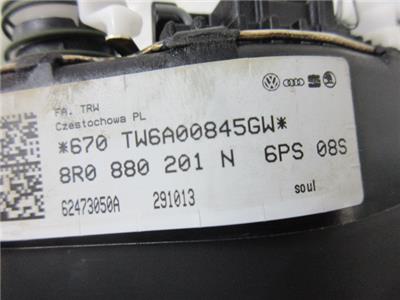 FA. TRW
Czestochowa PL
*670 TW6A00845GW*
8R0 880 201 N 6PS 08S
62473050A 291013 soul